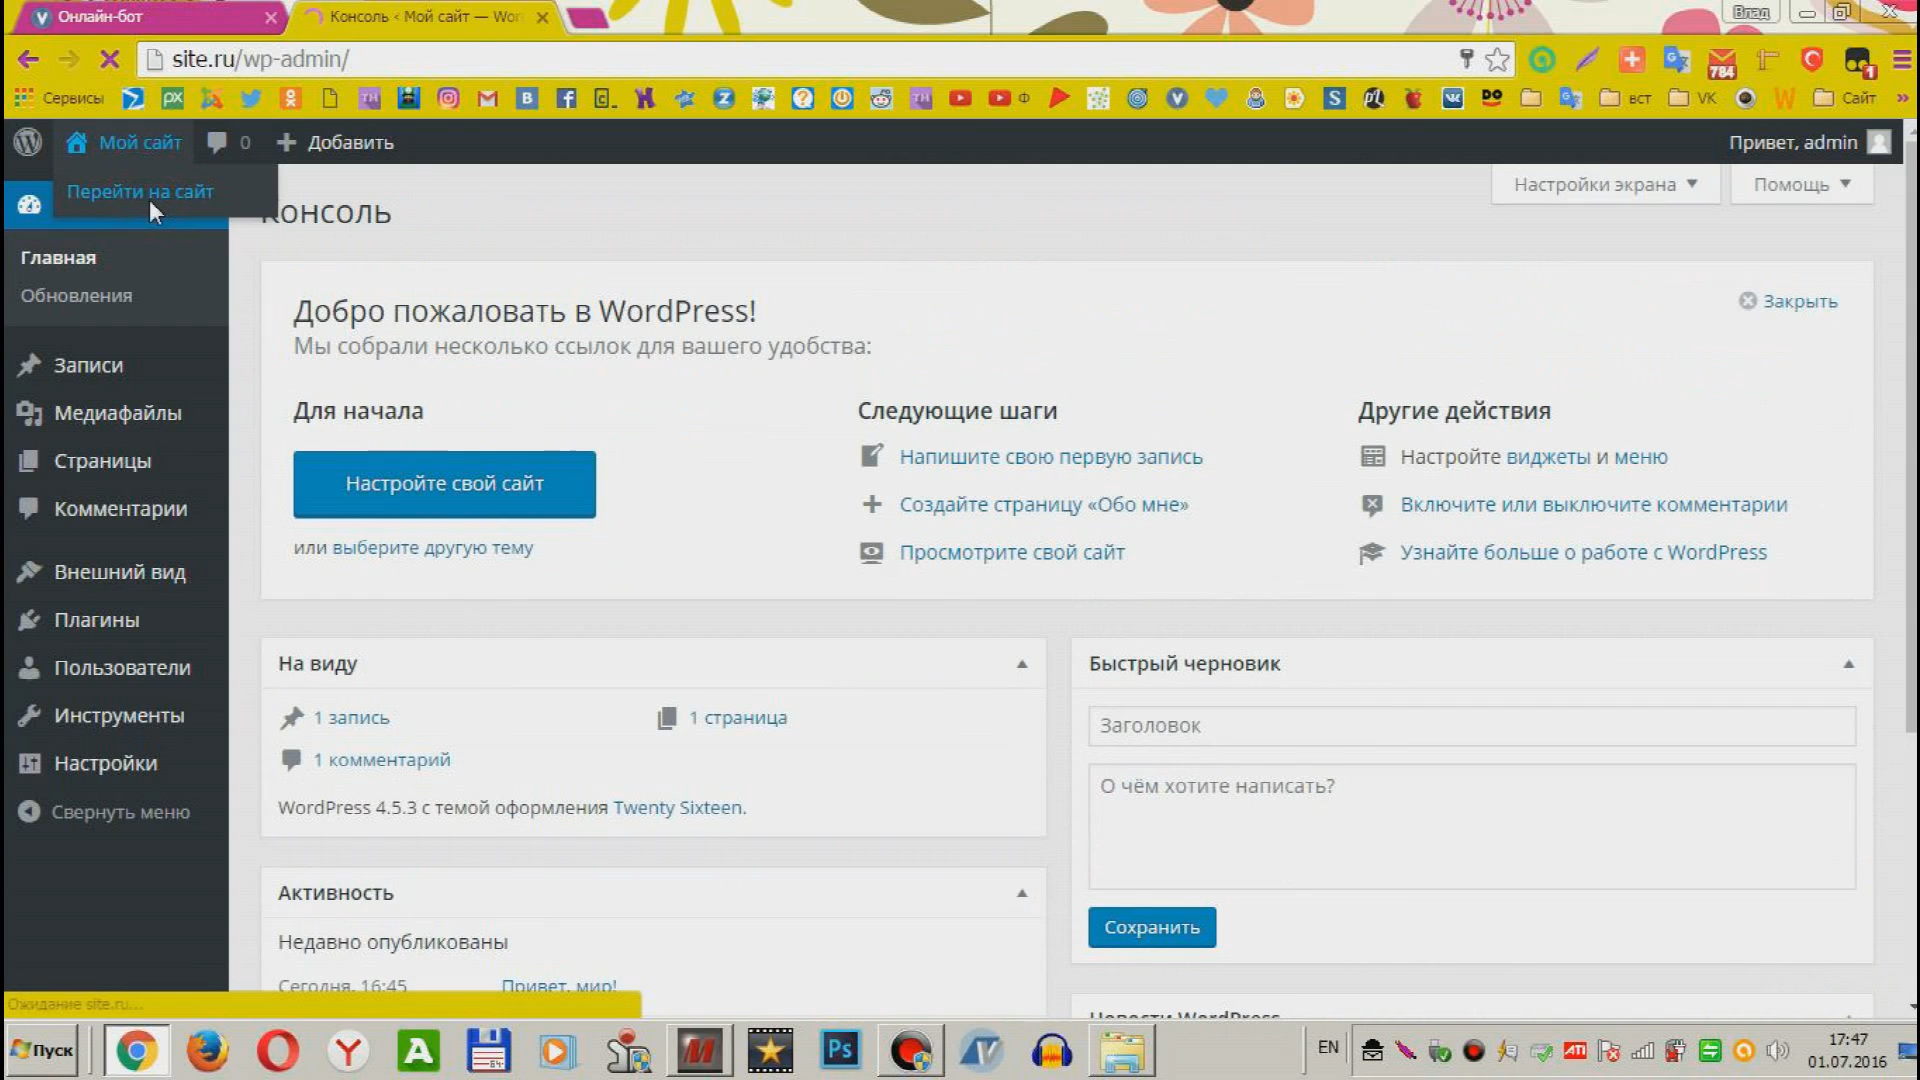 Онлайн-бот
Консоль ‹ Мой сайт — Wor
Влад
site.ru/wp-admin/
784
1
Сервисы
вст
VK
Сайт
Мой сайт
0
Добавить
Привет, admin
Перейти на сайт
Настройки экрана
Помощь
Консоль
Главная
Обновления
Записи
Медиафайлы
Страницы
Комментарии
Внешний вид
Плагины
Пользователи
Инструменты
Настройки
Свернуть меню
Добро пожаловать в WordPress!
Закрыть
Мы собрали несколько ссылок для вашего удобства:
Для начала
Настройте свой сайт
или выберите другую тему
Следующие шаги
Напишите свою первую запись
Создайте страницу «Обо мне»
Просмотрите свой сайт
Другие действия
Настройте виджеты и меню
Включите или выключите комментарии
Узнайте больше о работе с WordPress
На виду
1 запись
1 страница
1 комментарий
WordPress 4.5.3 с темой оформления Twenty Sixteen.
Активность
Недавно опубликованы
Сегодня, 16:45
Привет, мир!
Быстрый черновик
Заголовок
О чём хотите написать?
Сохранить
Новости WordPress
Ожидание site.ru...
Пуск
Ps
EN
17:47
01.07.2016